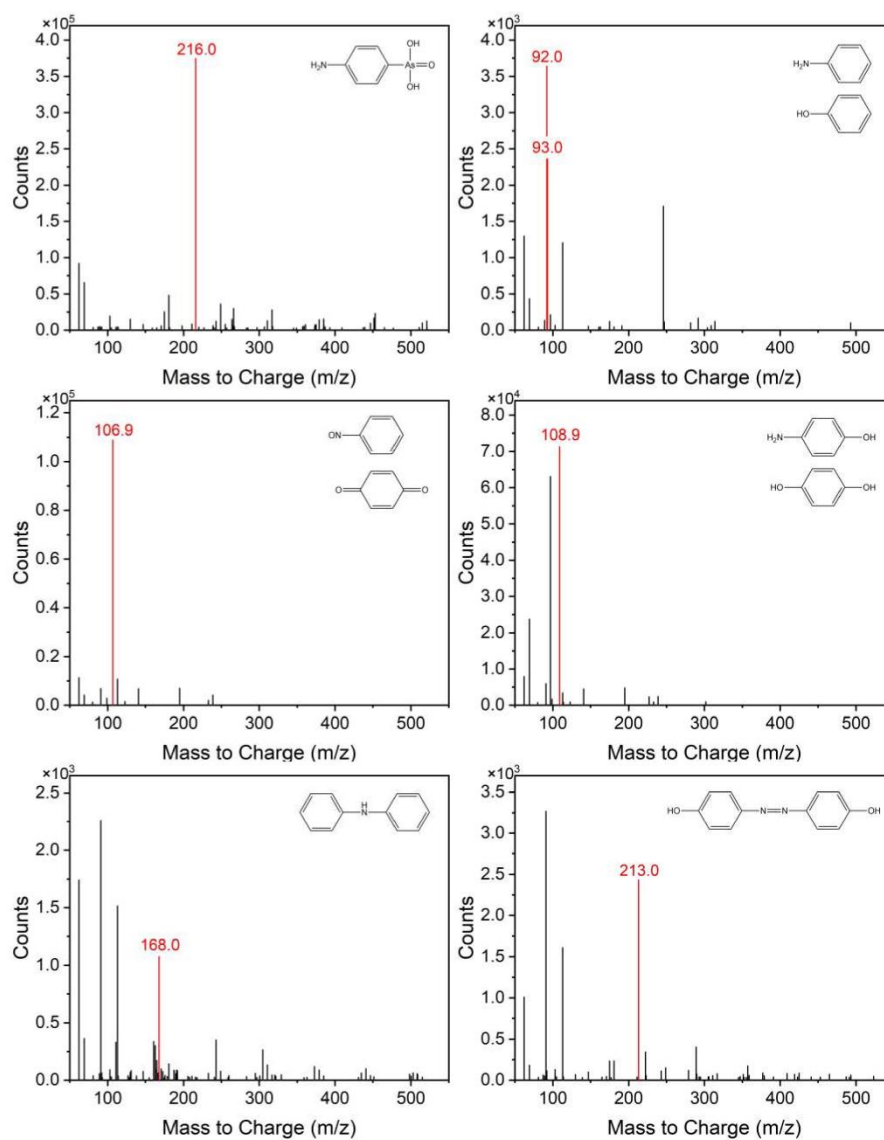 ×10⁵
4.0
3.5
3.0
2.5
2.0
1.5
1.0
0.5
0.0
Counts
216.0
H₂N
OH
As
O
OH
100 200 300 400 500
Mass to Charge (m/z)
×10³
4.0
3.5
3.0
2.5
2.0
1.5
1.0
0.5
0.0
Counts
92.0
93.0
H₂N
HO
100 200 300 400 500
Mass to Charge (m/z)
×10⁵
1.2
1.0
0.8
0.6
0.4
0.2
0.0
Counts
106.9
ON
O O
100 200 300 400 500
Mass to Charge (m/z)
×10⁴
8.0
7.0
6.0
5.0
4.0
3.0
2.0
1.0
0.0
Counts
108.9
H₂N OH
HO OH
100 200 300 400 500
Mass to Charge (m/z)
×10³
2.5
2.0
1.5
1.0
0.5
0.0
Counts
168.0
H
N
100 200 300 400 500
Mass to Charge (m/z)
×10³
3.5
3.0
2.5
2.0
1.5
1.0
0.5
0.0
Counts
213.0
HO N=N OH
100 200 300 400 500
Mass to Charge (m/z)